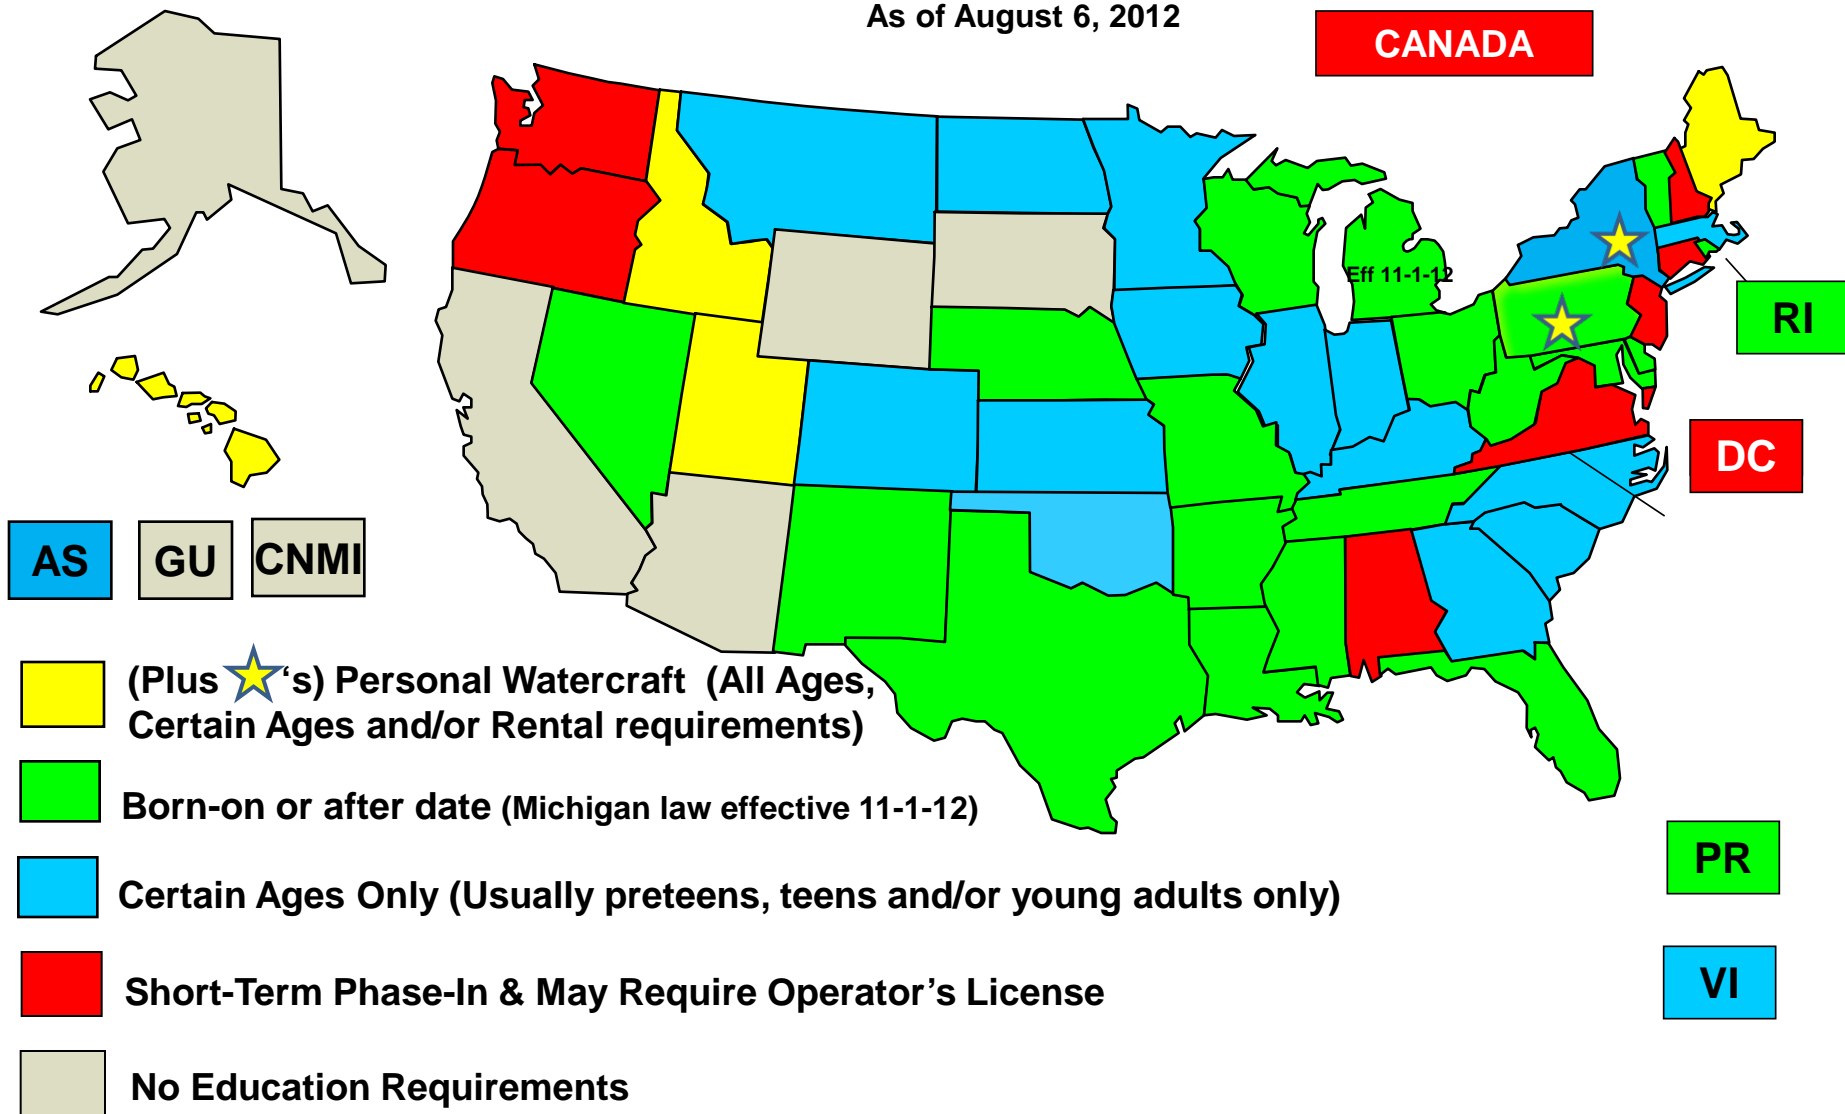 As of August 6, 2012
CANADA
Eff 11-1-12
RI
DC
AS
GU
CNMI
(Plus ‘s) Personal Watercraft (All Ages,
Certain Ages and/or Rental requirements)
Born-on or after date (Michigan law effective 11-1-12)
PR
Certain Ages Only (Usually preteens, teens and/or young adults only)
VI
Short-Term Phase-In & May Require Operator’s License
No Education Requirements